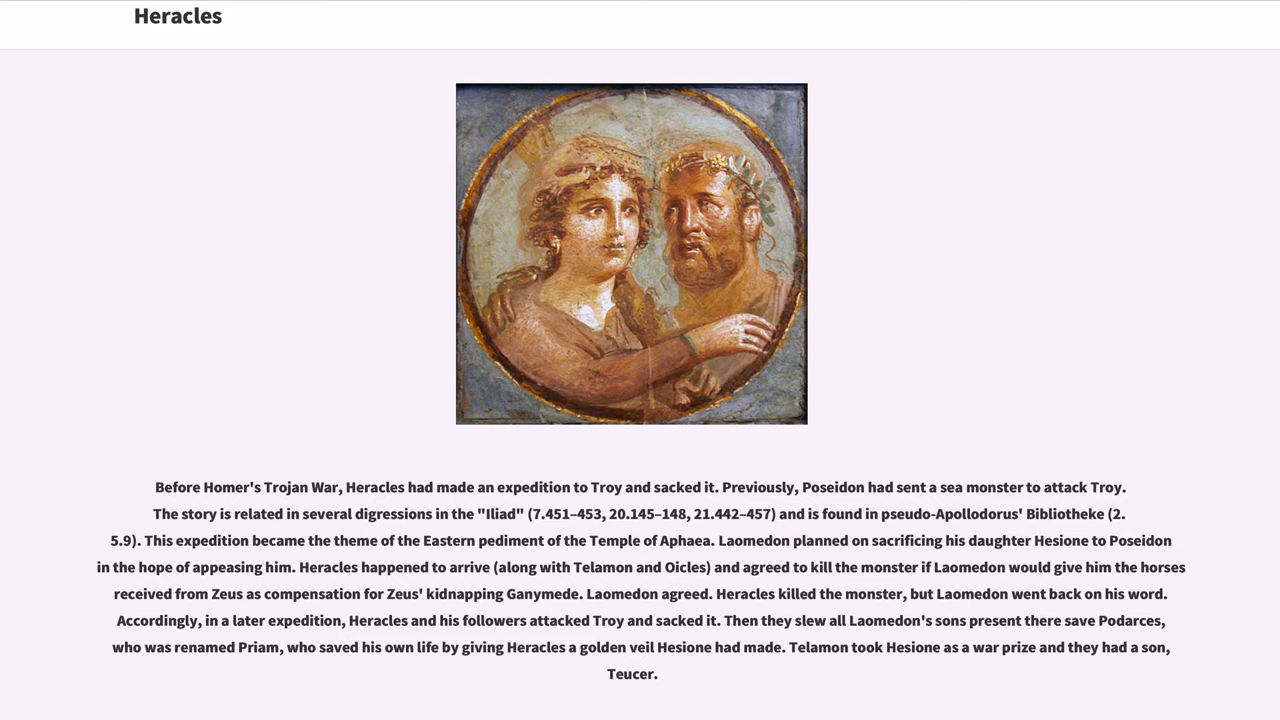 Heracles
Before Homer's Trojan War, Heracles had made an expedition to Troy and sacked it. Previously, Poseidon had sent a sea monster to attack Troy.
The story is related in several digressions in the "Iliad" (7.451–453, 20.145–148, 21.442–457) and is found in pseudo-Apollodorus' Bibliotheke (2.
5.9). This expedition became the theme of the Eastern pediment of the Temple of Aphaea. Laomedon planned on sacrificing his daughter Hesione to Poseidon
in the hope of appeasing him. Heracles happened to arrive (along with Telamon and Oicles) and agreed to kill the monster if Laomedon would give him the horses
received from Zeus as compensation for Zeus' kidnapping Ganymede. Laomedon agreed. Heracles killed the monster, but Laomedon went back on his word.
Accordingly, in a later expedition, Heracles and his followers attacked Troy and sacked it. Then they slew all Laomedon's sons present there save Podarces,
who was renamed Priam, who saved his own life by giving Heracles a golden veil Hesione had made. Telamon took Hesione as a war prize and they had a son,
Teucer.